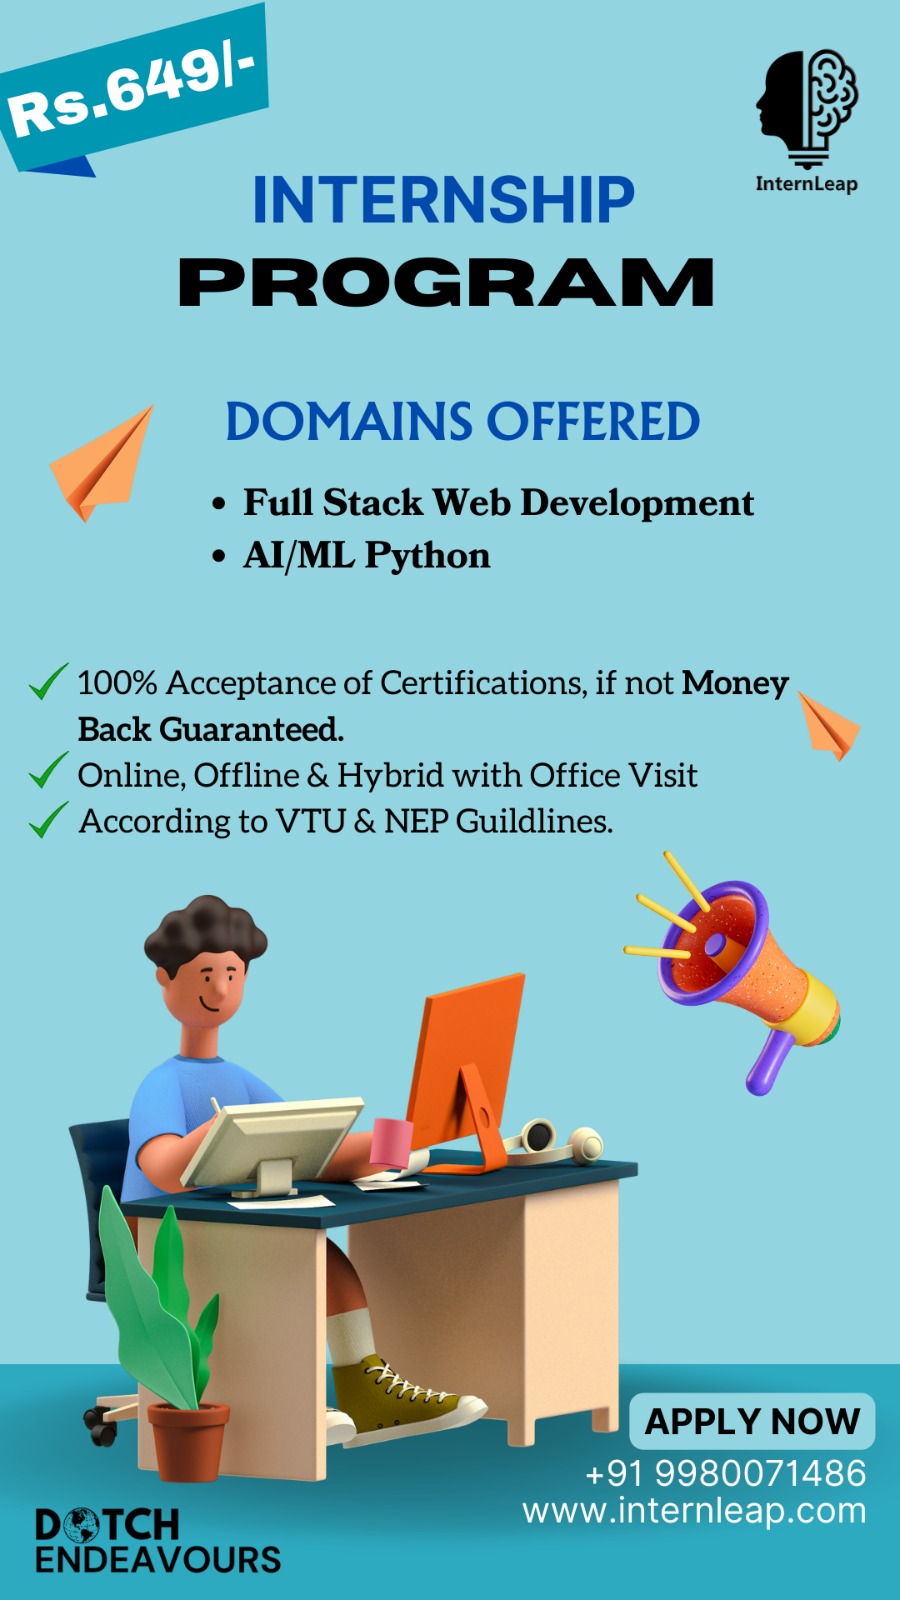 Rs.649/-
InternLeap
INTERNSHIP
PROGRAM
DOMAINS OFFERED
• Full Stack Web Development
• AI/ML Python
100% Acceptance of Certifications, if not Money
Back Guaranteed.
Online, Offline & Hybrid with Office Visit
According to VTU & NEP Guildlines.
APPLY NOW
+91 9980071486
www.internleap.com
DOTCH
ENDEAVOURS